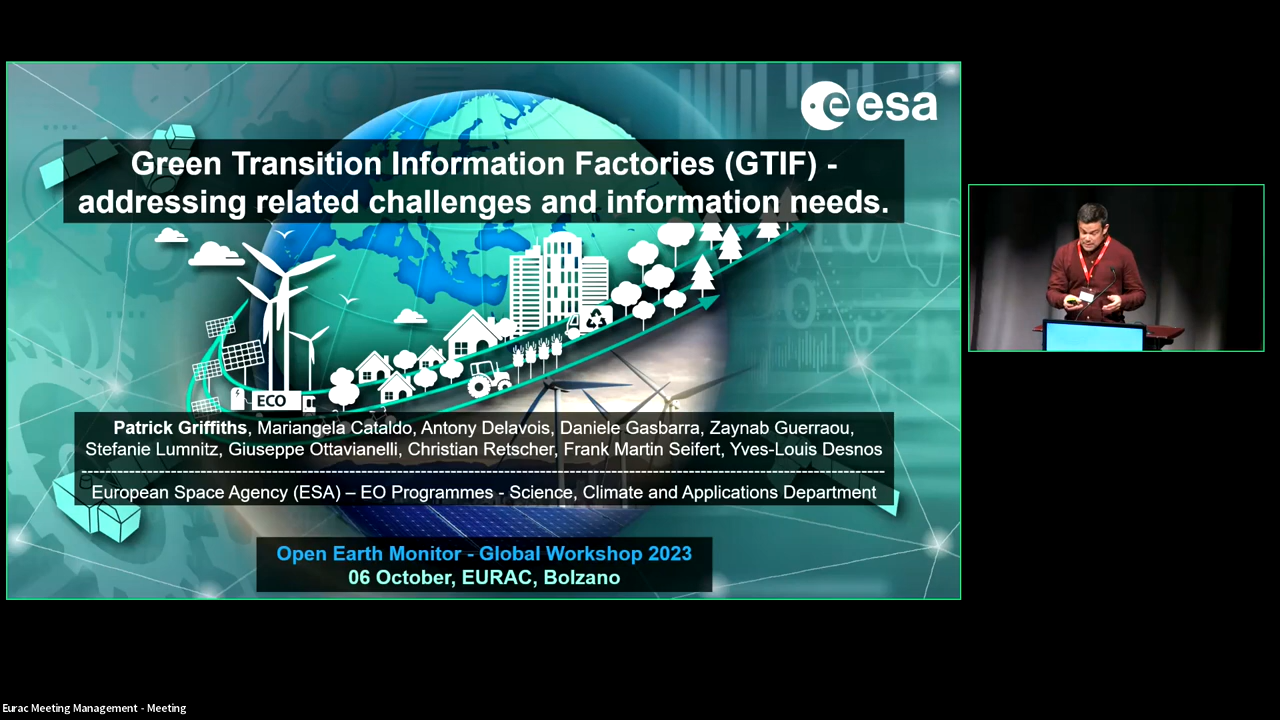 esa
Green Transition Information Factories (GTIF) -
addressing related challenges and information needs.
ECO
Patrick Griffiths, Mariangela Cataldo, Antony Delavois, Daniele Gasbarra, Zaynab Guerraou,
Stefanie Lumnitz, Giuseppe Ottavianelli, Christian Retscher, Frank Martin Seifert, Yves-Louis Desnos
European Space Agency (ESA) – EO Programmes - Science, Climate and Applications Department
Open Earth Monitor - Global Workshop 2023
06 October, EURAC, Bolzano
Eurac Meeting Management - Meeting